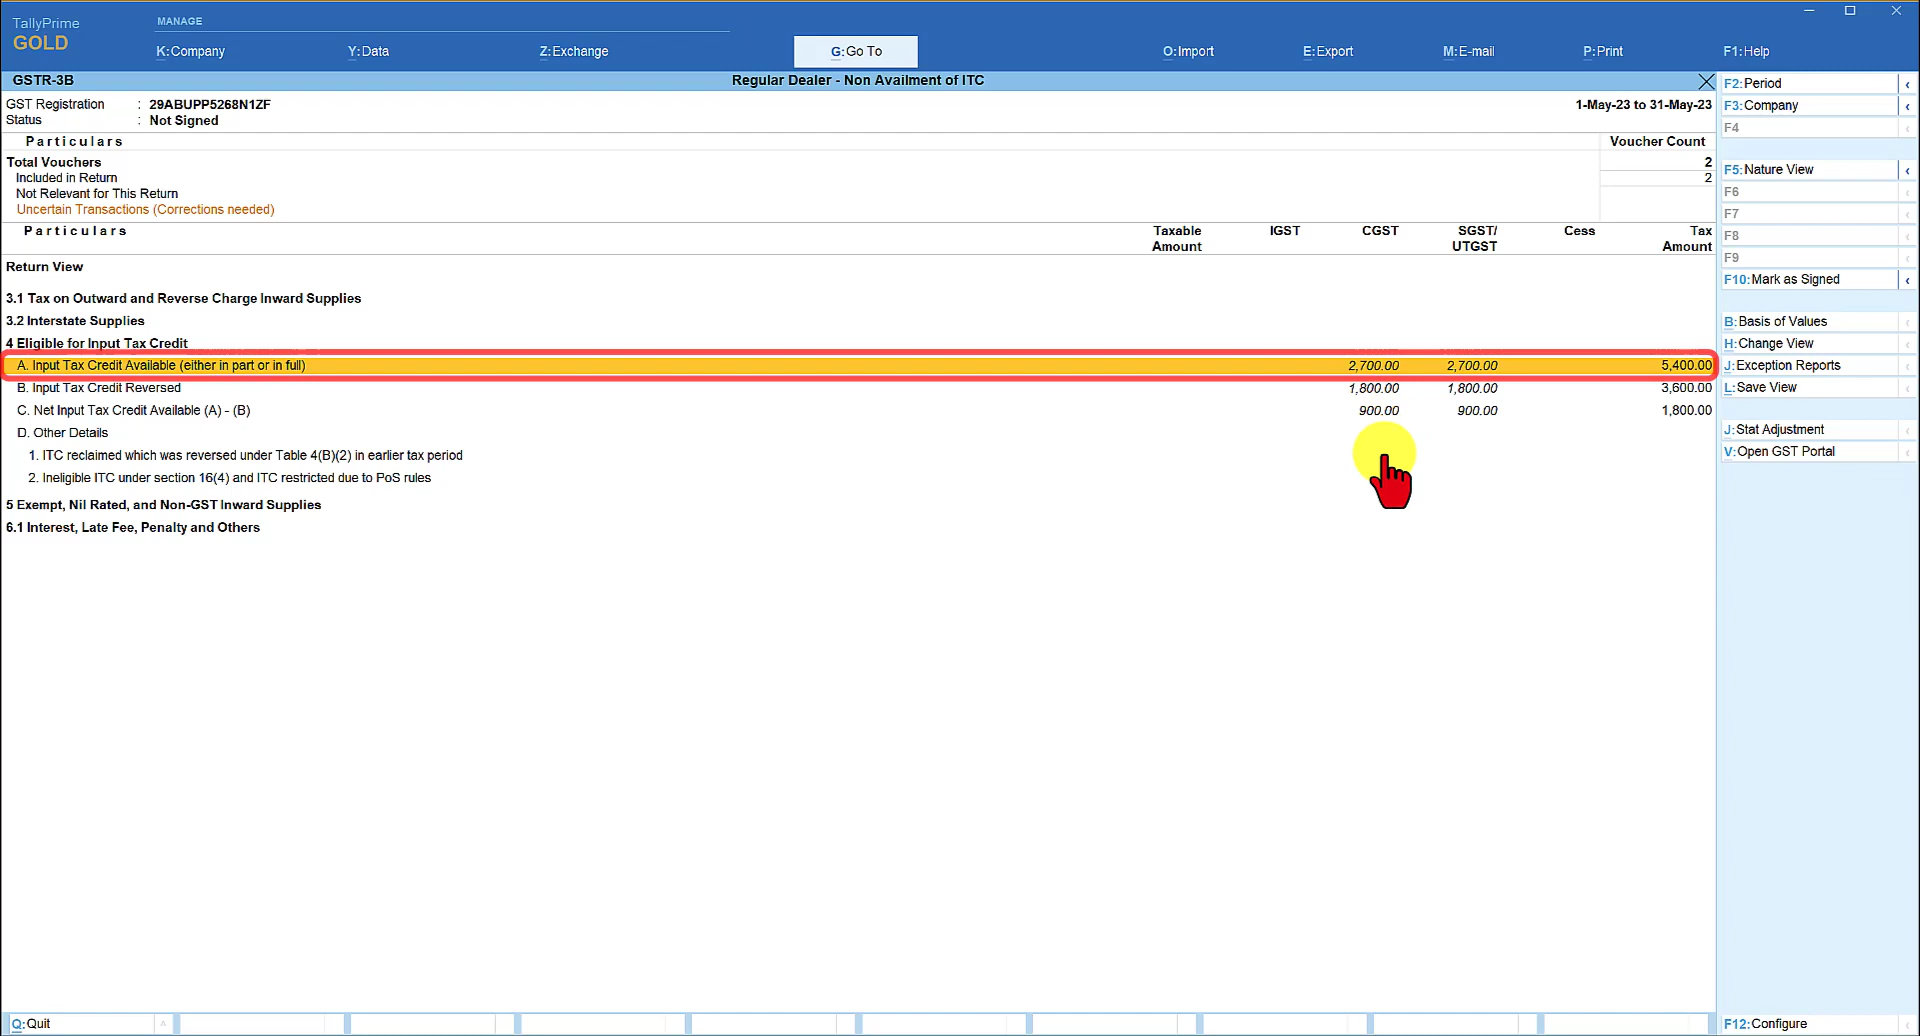 TallyPrime
GOLD
MANAGE
K:Company Y:Data Z:Exchange G:Go To O:Import E:Export M:E-mail P:Print F1:Help
GSTR-3B Regular Dealer - Non Availment of ITC
GST Registration : 29ABUPP5268N1ZF 1-May-23 to 31-May-23
Status : Not Signed
Particulars Voucher Count
Total Vouchers 2
Included in Return 2
Not Relevant for This Return
Uncertain Transactions (Corrections needed)
Particulars Taxable Amount IGST CGST SGST/ UTGST Cess Tax Amount
Return View
3.1 Tax on Outward and Reverse Charge Inward Supplies
3.2 Interstate Supplies
4 Eligible for Input Tax Credit
A. Input Tax Credit Available (either in part or in full) 2,700.00 2,700.00 5,400.00
B. Input Tax Credit Reversed 1,800.00 1,800.00 3,600.00
C. Net Input Tax Credit Available (A) - (B) 900.00 900.00 1,800.00
D. Other Details
1. ITC reclaimed which was reversed under Table 4(B)(2) in earlier tax period
2. Ineligible ITC under section 16(4) and ITC restricted due to PoS rules
5 Exempt, Nil Rated, and Non-GST Inward Supplies
6.1 Interest, Late Fee, Penalty and Others
F2:Period
F3:Company
F4
F5:Nature View
F6
F7
F8
F9
F10:Mark as Signed
B:Basis of Values
H:Change View
J:Exception Reports
L:Save View
J:Stat Adjustment
V:Open GST Portal
Q:Quit
F12:Configure